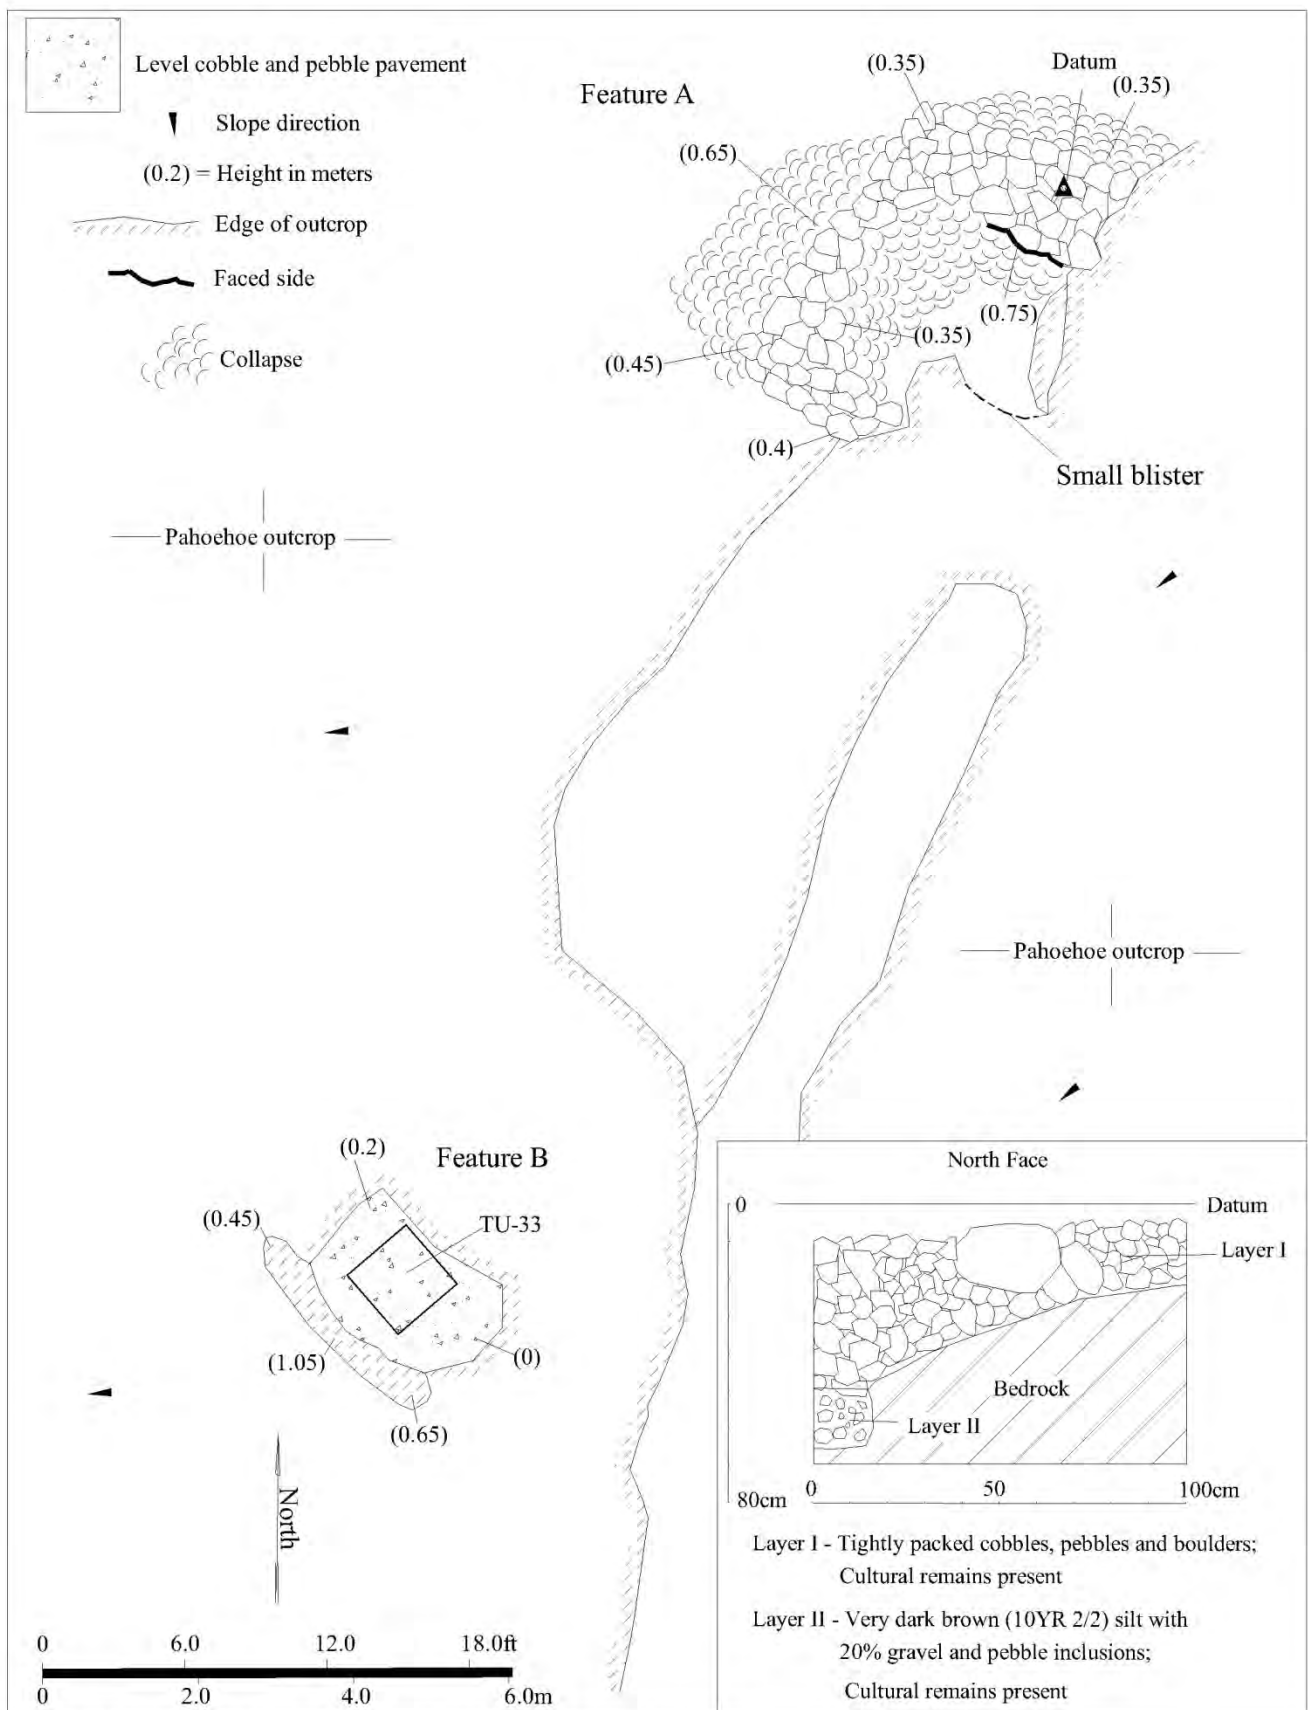 Level cobble and pebble pavement
Slope direction
(0.2) = Height in meters
Edge of outcrop
Faced side
Collapse
Feature A
(0.35)
Datum
(0.35)
(0.65)
(0.75)
(0.35)
(0.45)
(0.4)
Small blister
Pahoehoe outcrop
Pahoehoe outcrop
(0.2)
Feature B
(0.45)
TU-33
(1.05)
(0)
(0.65)
North
0 6.0 12.0 18.0ft
0 2.0 4.0 6.0m
North Face
0
Datum
Layer I
Bedrock
Layer II
80cm
0 50 100cm
Layer I - Tightly packed cobbles, pebbles and boulders;
Cultural remains present
Layer II - Very dark brown (10YR 2/2) silt with
20% gravel and pebble inclusions;
Cultural remains present